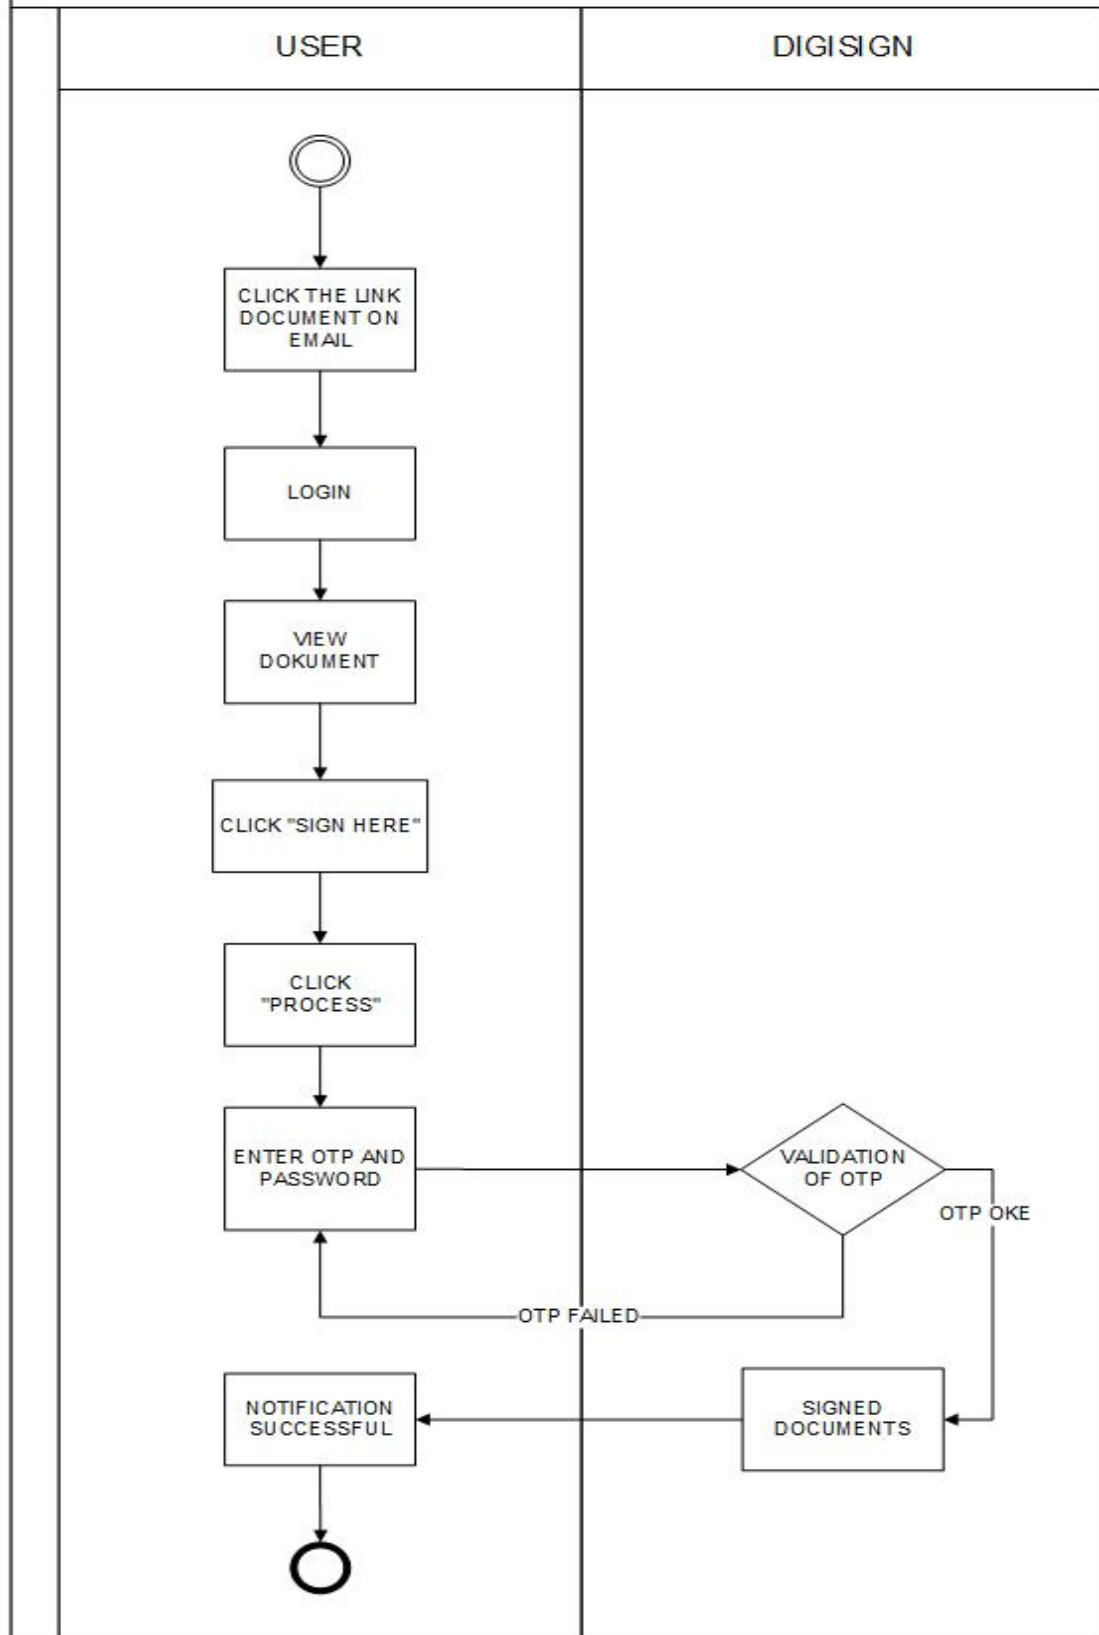 USER
DIGISIGN
CLICK THE LINK
DOCUMENT ON
EMAIL
LOGIN
VIEW
DOKUMENT
CLICK "SIGN HERE"
CLICK
"PROCESS"
ENTER OTP AND
PASSWORD
VALIDATION
OF OTP
OTP OKE
OTP FAILED
NOTIFICATION
SUCCESSFUL
SIGNED
DOCUMENTS